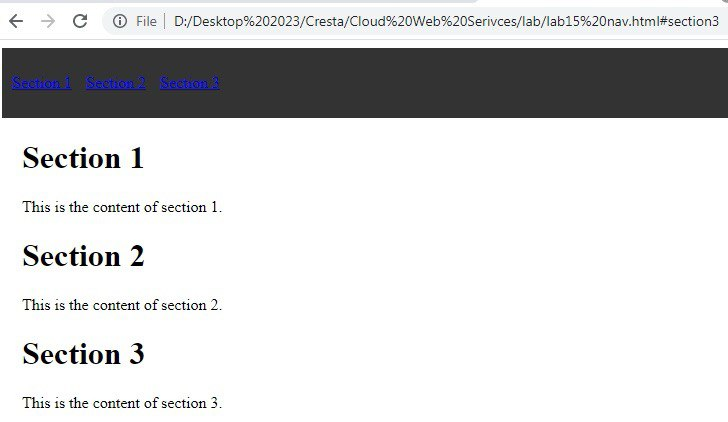 File | D:/Desktop%202023/Cresta/Cloud%20Web%20Serivces/lab/lab15%20nav.html#section3
Section 1 Section 2 Section 3
Section 1
This is the content of section 1.
Section 2
This is the content of section 2.
Section 3
This is the content of section 3.